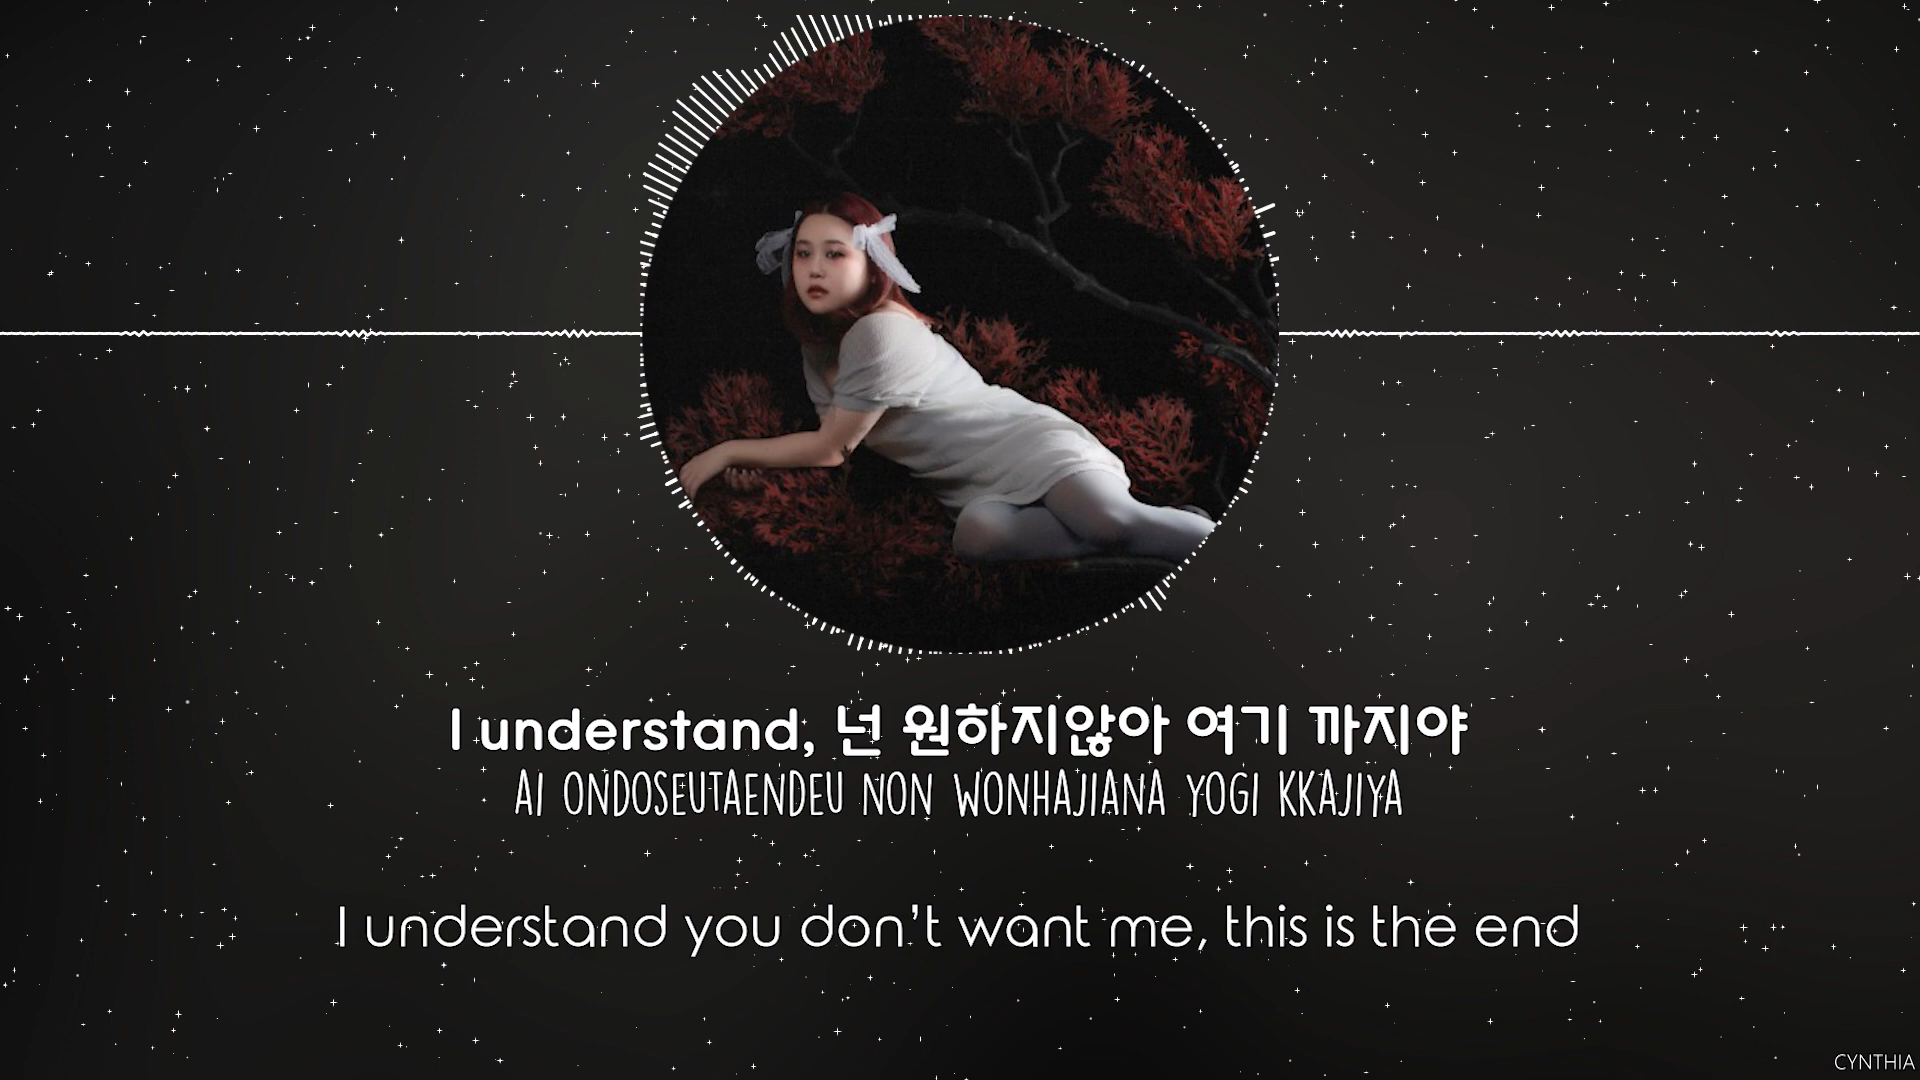 I understand, 넌 원하지않아 여기 까지야
AI ONDOSEUTAENDEU NON WONHAJIANA YOGI KKAJIYA
I understand you don't want me, this is the end
CYNTHIA